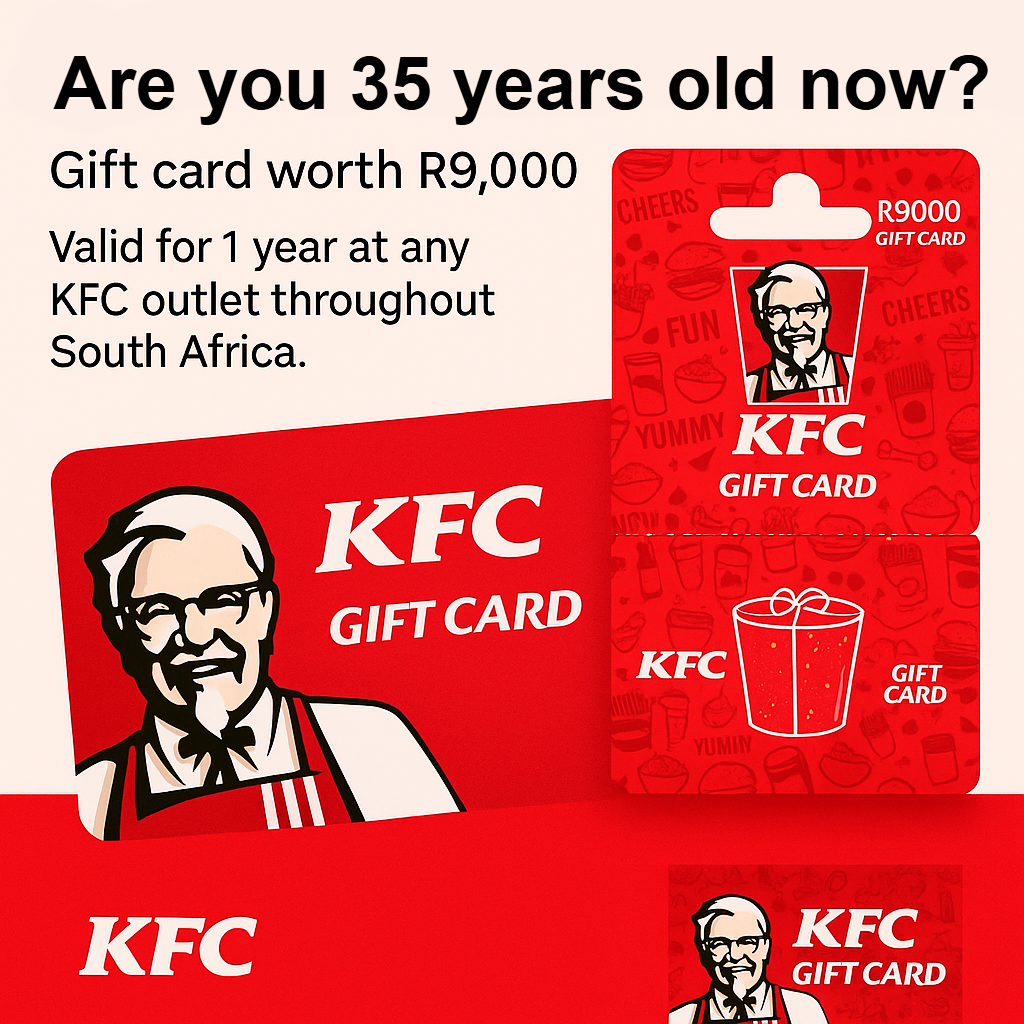 Are you 35 years old now?
Gift card worth R9,000
Valid for 1 year at any
KFC outlet throughout
South Africa.
CHEERS
R9000
GIFT CARD
FUN
CHEERS
YUMMY
KFC
GIFT CARD
KFC
GIFT CARD
KFC
GIFT
CARD
YUMIIY
KFC
KFC
GIFT CARD